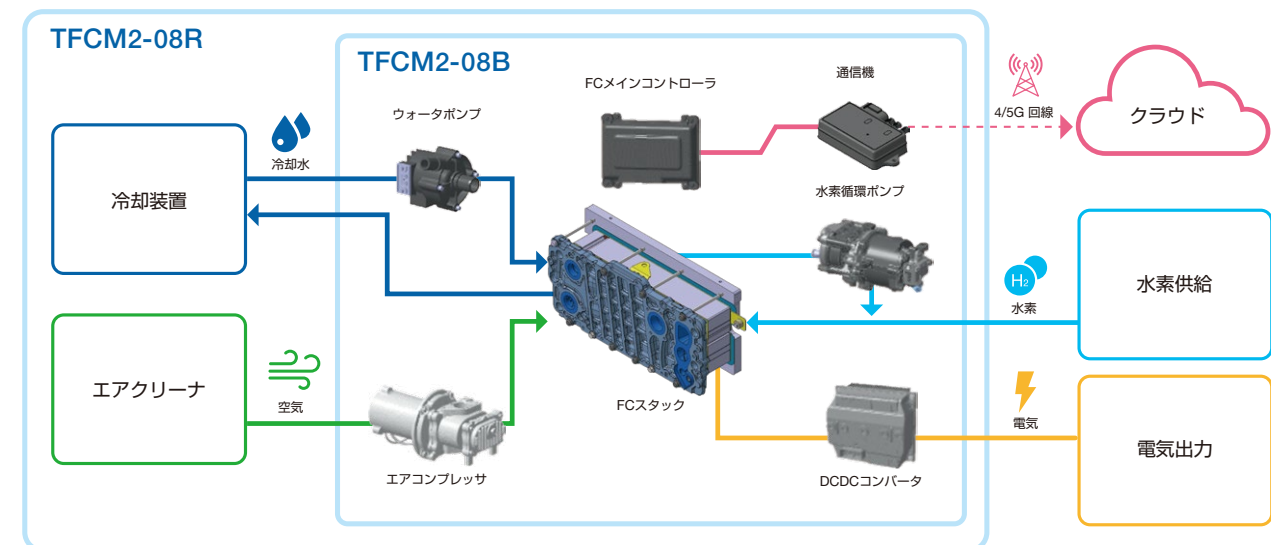 TFCM2-08R
TFCM2-08B
FCメインコントローラ
通信機
4/5G 回線
クラウド
ウォータポンプ
冷却水
冷却装置
水素循環ポンプ
H₂
水素
水素供給
エアクリーナ
空気
FCスタック
エアコンプレッサ
DCDCコンバータ
電気
電気出力